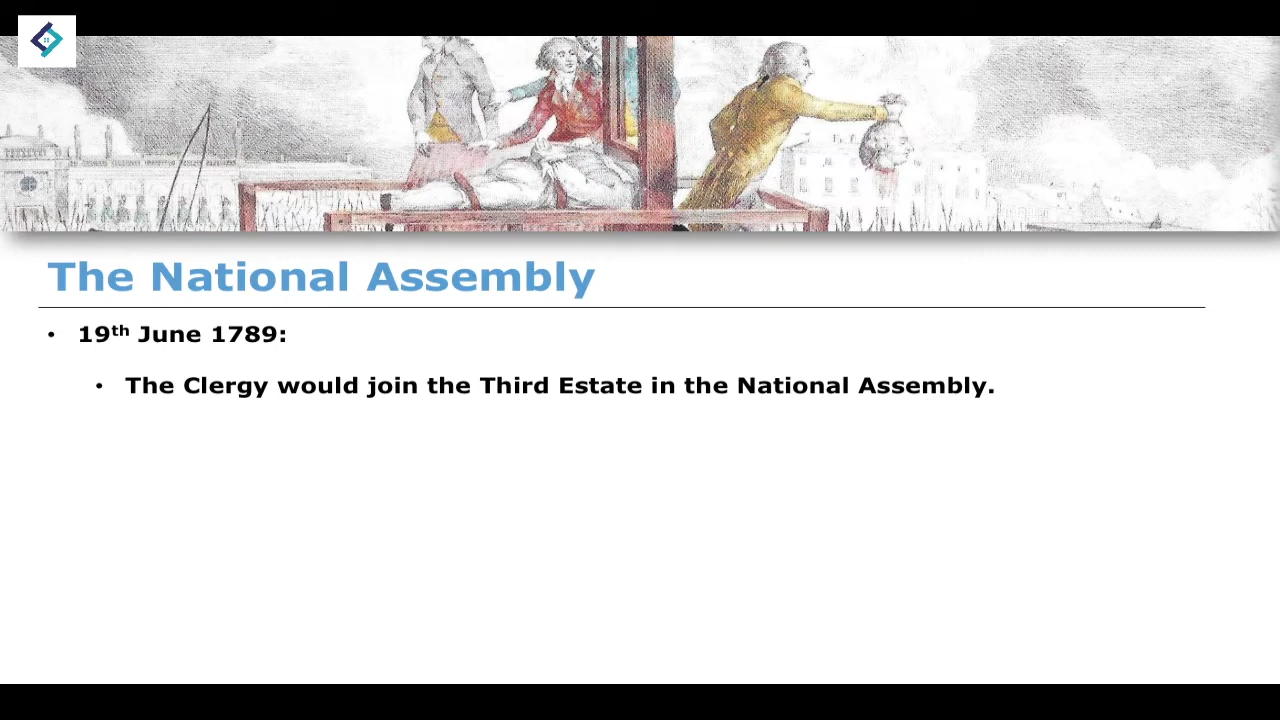 The National Assembly
• 19th June 1789:
• The Clergy would join the Third Estate in the National Assembly.